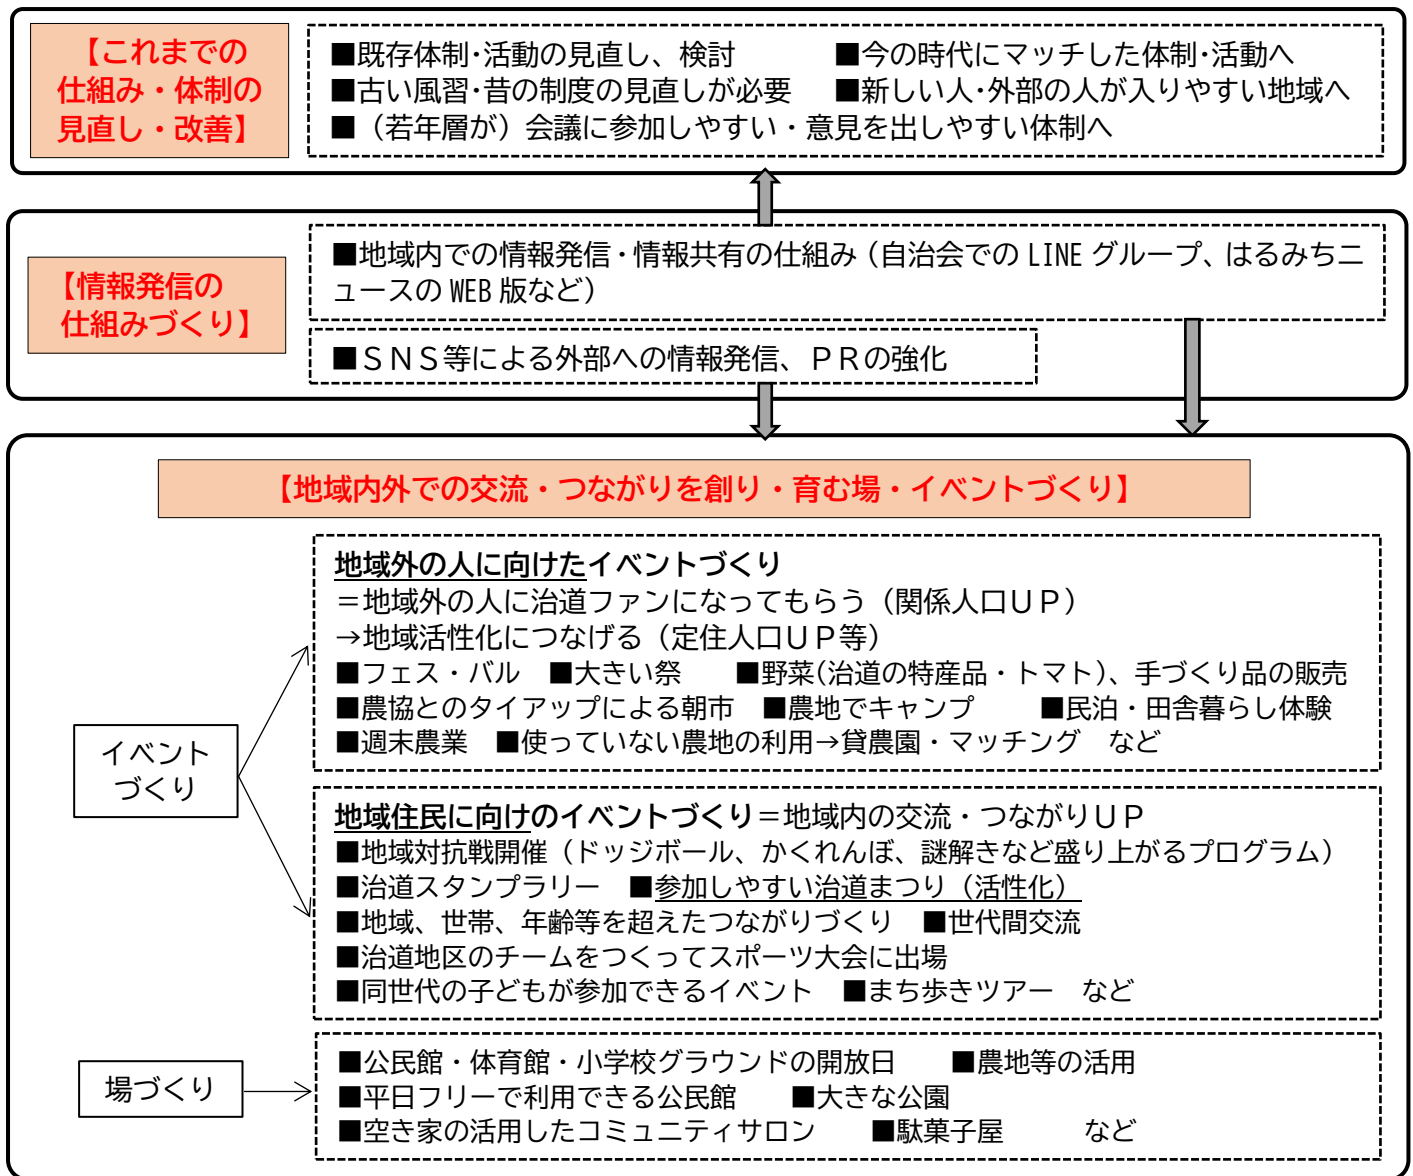 【これまでの
仕組み・体制の
見直し・改善】
■既存体制・活動の見直し、検討　■今の時代にマッチした体制・活動へ
■古い風習・昔の制度の見直しが必要　■新しい人・外部の人が入りやすい地域へ
■（若年層が）会議に参加しやすい・意見を出しやすい体制へ
【情報発信の
仕組みづくり】
■地域内での情報発信・情報共有の仕組み（自治会での LINE グループ、はるみちニ
ュースの WEB 版など）
■ＳＮＳ等による外部への情報発信、ＰＲの強化
【地域内外での交流・つながりを創り・育む場・イベントづくり】
イベント
づくり
地域外の人に向けたイベントづくり
＝地域外の人に治道ファンになってもらう（関係人口ＵＰ）
→地域活性化につなげる（定住人口ＵＰ等）
■フェス・バル　■大きい祭　■野菜(治道の特産品・トマト)、手づくり品の販売
■農協とのタイアップによる朝市　■農地でキャンプ　■民泊・田舎暮らし体験
■週末農業　■使っていない農地の利用→貸農園・マッチング　など
地域住民に向けのイベントづくり＝地域内の交流・つながりＵＰ
■地域対抗戦開催（ドッジボール、かくれんぼ、謎解きなど盛り上がるプログラム）
■治道スタンプラリー　■参加しやすい治道まつり（活性化）
■地域、世帯、年齢等を超えたつながりづくり　■世代間交流
■治道地区のチームをつくってスポーツ大会に出場
■同世代の子どもが参加できるイベント　■まち歩きツアー　など
場づくり
■公民館・体育館・小学校グラウンドの開放日　■農地等の活用
■平日フリーで利用できる公民館　■大きな公園
■空き家の活用したコミュニティサロン　■駄菓子屋　など